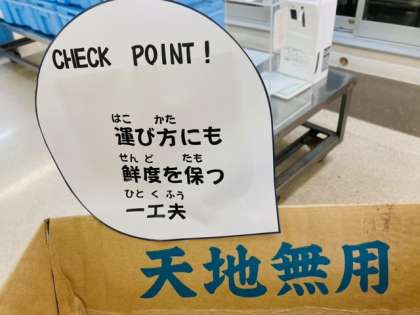 CHECK POINT!
はこ かた
運び方にも
せんど たも
鮮度を保つ
ひとくふう
一工夫
天地無用